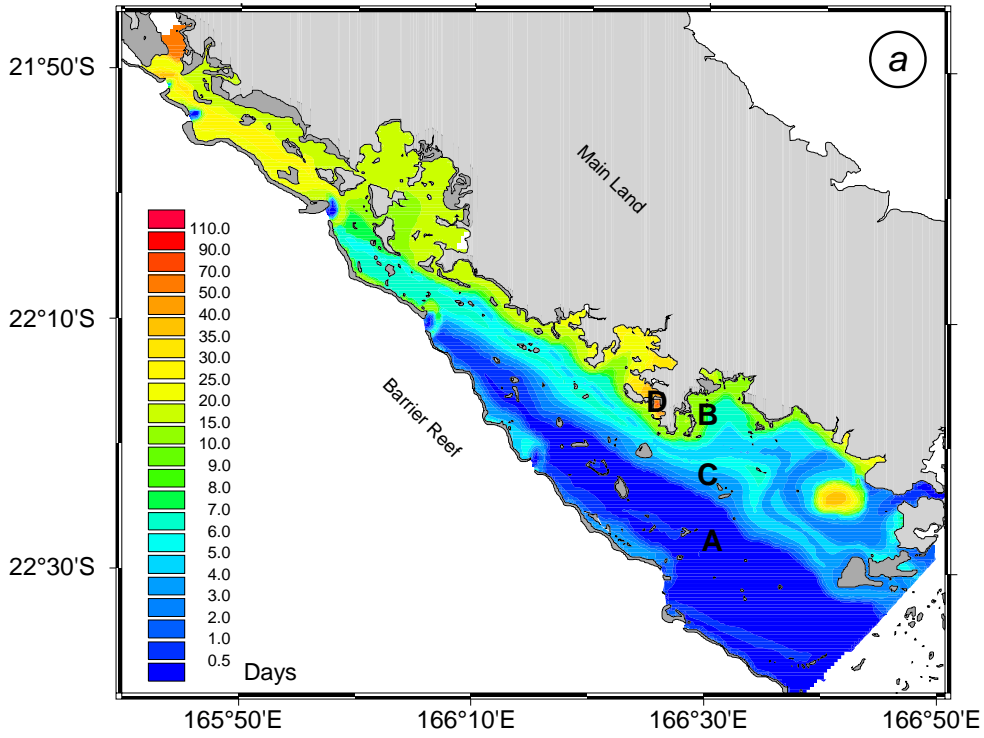 a
21°50'S
22°10'S
22°30'S
165°50'E
166°10'E
166°30'E
166°50'E
Main Land
Barrier Reef
D
B
C
A
110.0
90.0
70.0
50.0
40.0
35.0
30.0
25.0
20.0
15.0
10.0
9.0
8.0
7.0
6.0
5.0
4.0
3.0
2.0
1.0
0.5
Days